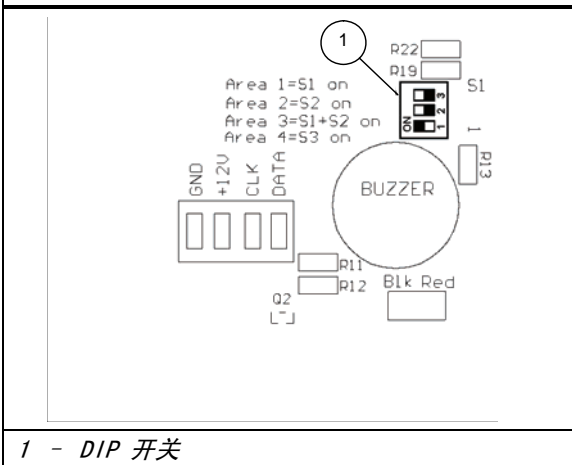 1
R22
R19
S1
Area 1=S1 on
Area 2=S2 on
Area 3=S1+S2 on
Area 4=S3 on
ON
1 2 3
1
R13
GND
+12V
CLK
DATA
BUZZER
R11
R12
Blk Red
Q2
1 - DIP 开关